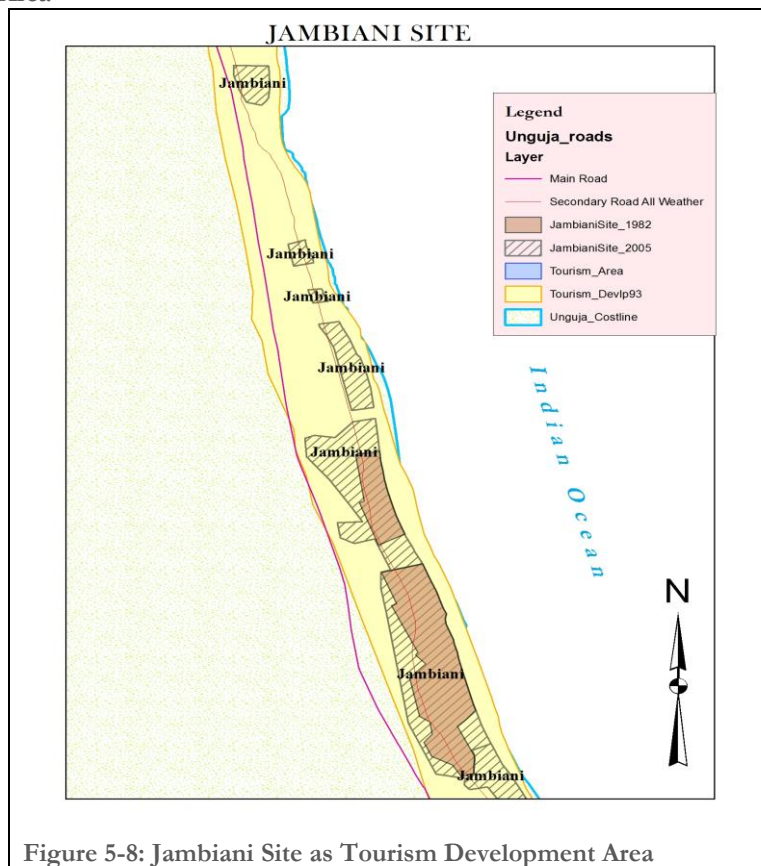 JAMBIANI SITE
Jambiani
Legend
Unguja_roads
Layer
Main Road
Secondary Road All Weather
JambianiSite_1982
JambianiSite_2005
Tourism_Area
Tourism_Devlp93
Unguja_Costline
Jambiani
Jambiani
Jambiani
Jambiani
Indian Ocean
N
Jambiani
Jambiani
Figure 5-8: Jambiani Site as Tourism Development Area